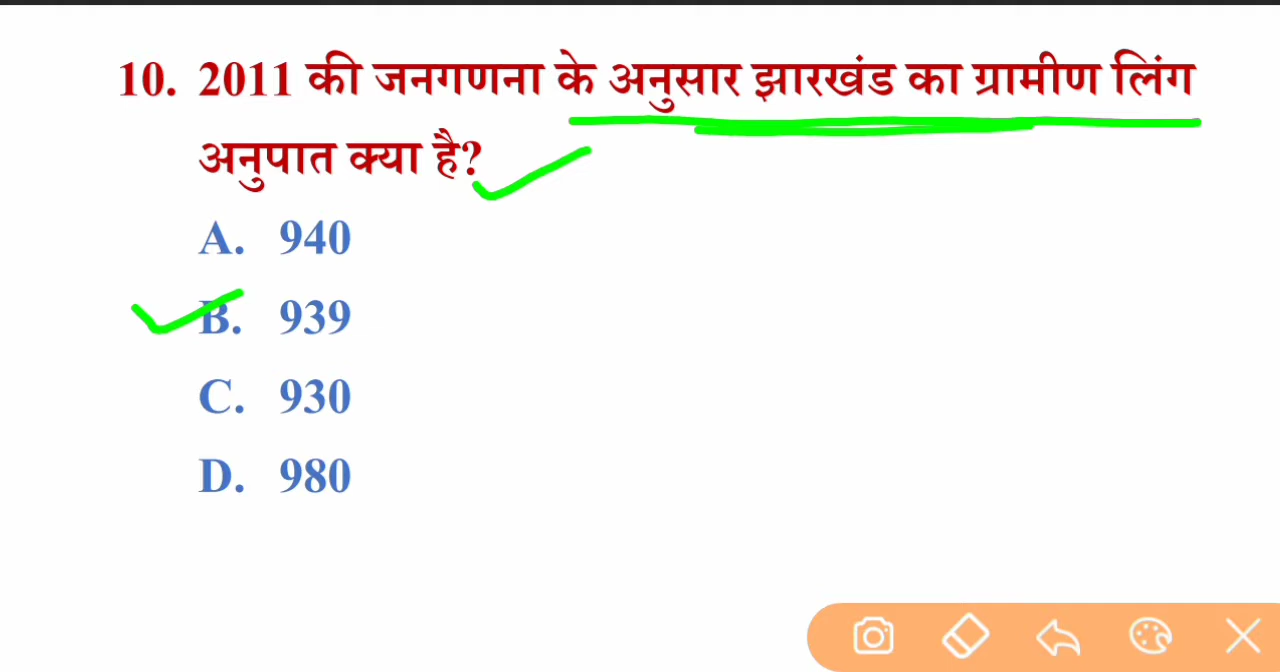 10. 2011 की जनगणना के अनुसार झारखंड का ग्रामीण लिंग
अनुपात क्या है?
A. 940
B. 939
C. 930
D. 980